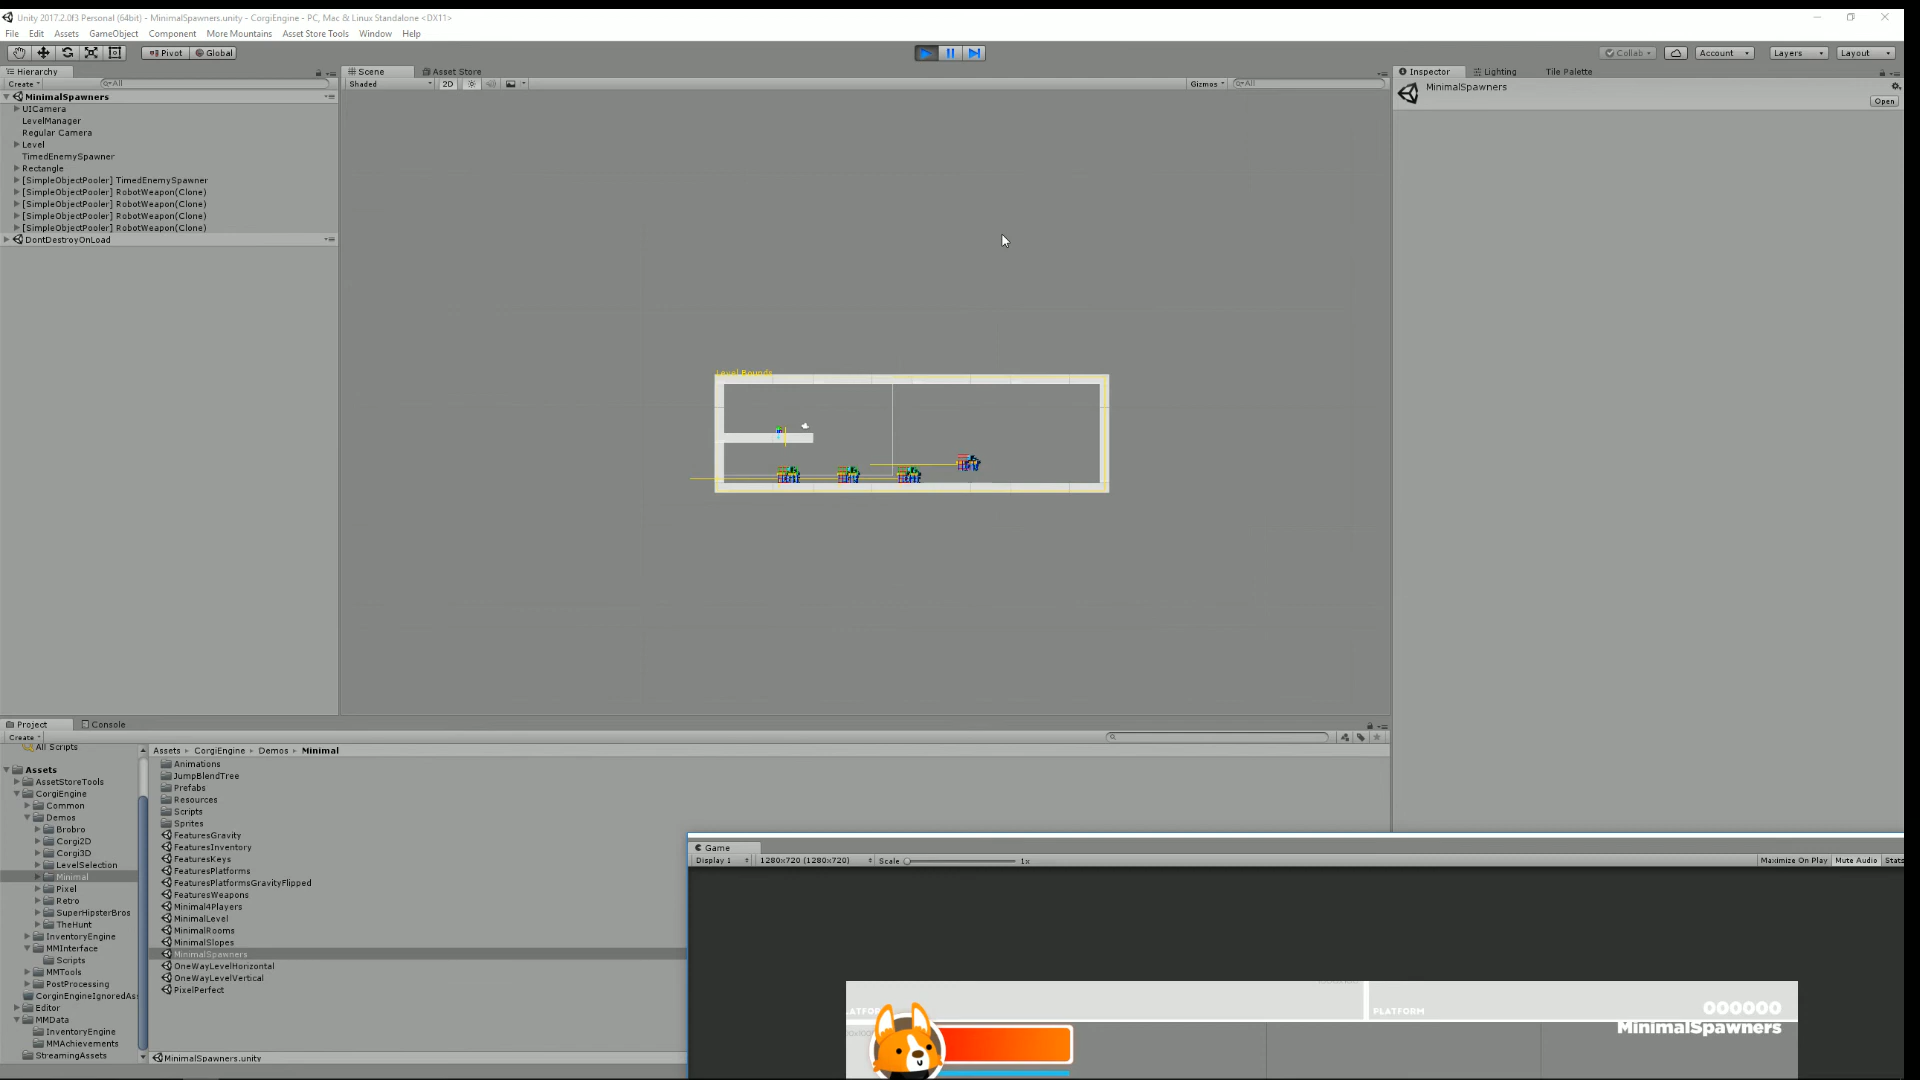 Unity 2017.2.0f3 Personal (64bit) - MinimalSpawners.unity - CorgiEngine - PC, Mac & Linux Standalone <DX11>
File Edit Assets GameObject Component More Mountains Asset Store Tools Window Help
Pivot Global Collab Account Layers Layout
Hierarchy
Create All
MinimalSpawners
UICamera
LevelManager
Regular Camera
Level
TimedEnemySpawner
Rectangle
[SimpleObjectPooler] TimedEnemySpawner
[SimpleObjectPooler] RobotWeapon(Clone)
[SimpleObjectPooler] RobotWeapon(Clone)
[SimpleObjectPooler] RobotWeapon(Clone)
[SimpleObjectPooler] RobotWeapon(Clone)
DontDestroyOnLoad
Scene Asset Store
Shaded 2D Gizmos All
Level Bounds
Inspector Lighting Tile Palette
MinimalSpawners
Open
Project Console
Create
All Scripts
Assets
AssetStoreTools
CorgiEngine
Common
Demos
Brobro
Corgi2D
Corgi3D
LevelSelection
Minimal
Pixel
Retro
SuperHipsterBros
TheHunt
InventoryEngine
MMInterface
Scripts
MMTools
PostProcessing
CorginEngineIgnoredAs
Editor
MMData
InventoryEngine
MMAchievements
StreamingAssets
Assets CorgiEngine Demos Minimal
Animations
JumpBlendTree
Prefabs
Resources
Scripts
Sprites
FeaturesGravity
FeaturesInventory
FeaturesKeys
FeaturesPlatforms
FeaturesPlatformsGravityFlipped
FeaturesWeapons
Minimal4Players
MinimalLevel
MinimalRooms
MinimalSlopes
MinimalSpawners
OneWayLevelHorizontal
OneWayLevelVertical
PixelPerfect
MinimalSpawners.unity
Game
Display 1 1280x720 (1280x720) Scale 1x Maximize On Play Mute Audio Stats
PLATFORM
000000
MinimalSpawners